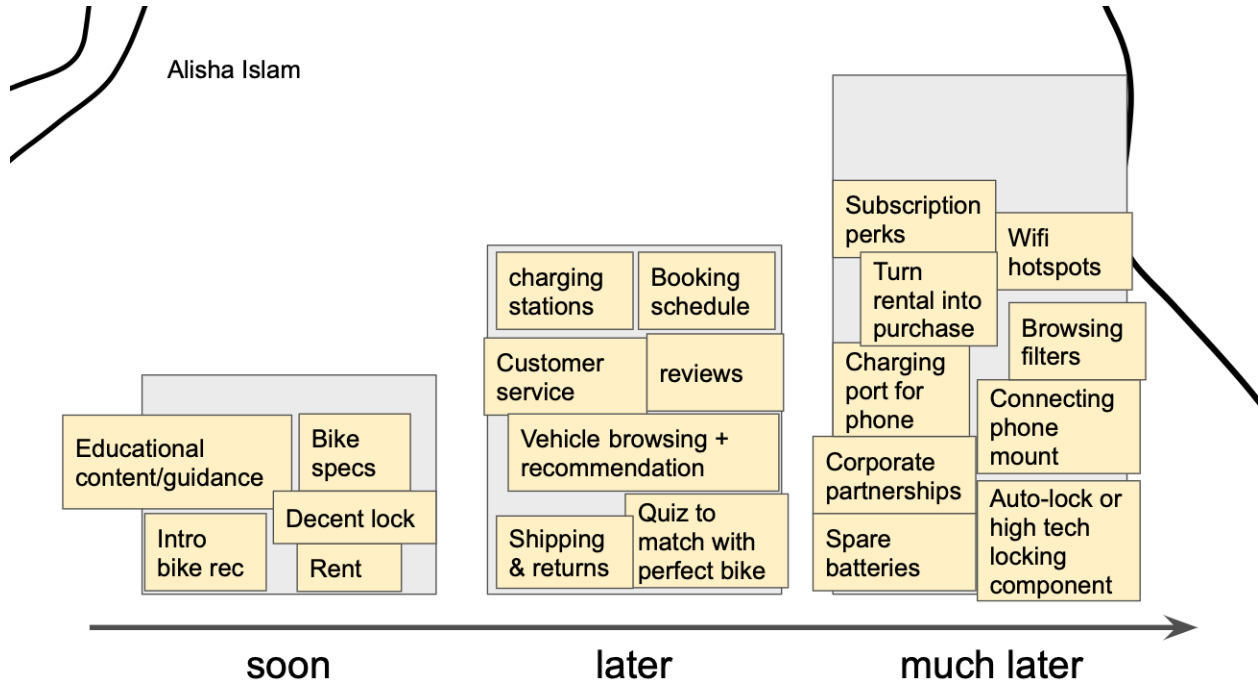 Alisha Islam
Educational
content/guidance
Bike
specs
Decent lock
Intro
bike rec
Rent
charging
stations
Booking
schedule
Customer
service
reviews
Vehicle browsing +
recommendation
Shipping
& returns
Quiz to
match with
perfect bike
Subscription
perks
Wifi
hotspots
Turn
rental into
purchase
Browsing
filters
Charging
port for
phone
Connecting
phone
mount
Corporate
partnerships
Auto-lock or
high tech
locking
component
Spare
batteries
soon
later
much later